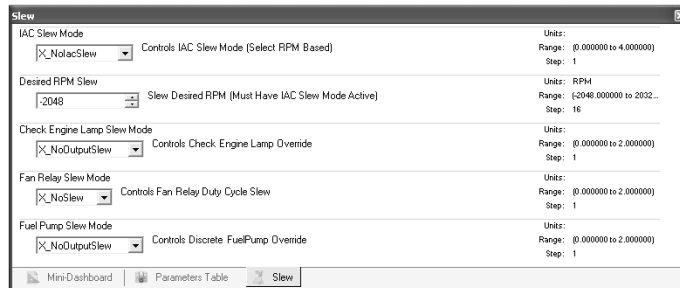 Slew
IAC Slew Mode
Units:
X_NoIacSlew
Controls IAC Slew Mode (Select RPM Based)
Range: (0.000000 to 4.000000)
Step: 1
Desired RPM Slew
Units: RPM
-2048
Slew Desired RPM (Must Have IAC Slew Mode Active)
Range: (-2048.000000 to 2032...
Step: 16
Check Engine Lamp Slew Mode
Units:
X_NoOutputSlew
Controls Check Engine Lamp Override
Range: (0.000000 to 2.000000)
Step: 1
Fan Relay Slew Mode
Units:
X_NoSlew
Controls Fan Relay Duty Cycle Slew
Range: (0.000000 to 2.000000)
Step: 1
Fuel Pump Slew Mode
Units:
X_NoOutputSlew
Controls Discrete FuelPump Override
Range: (0.000000 to 2.000000)
Step: 1
Mini-Dashboard
Parameters Table
Slew